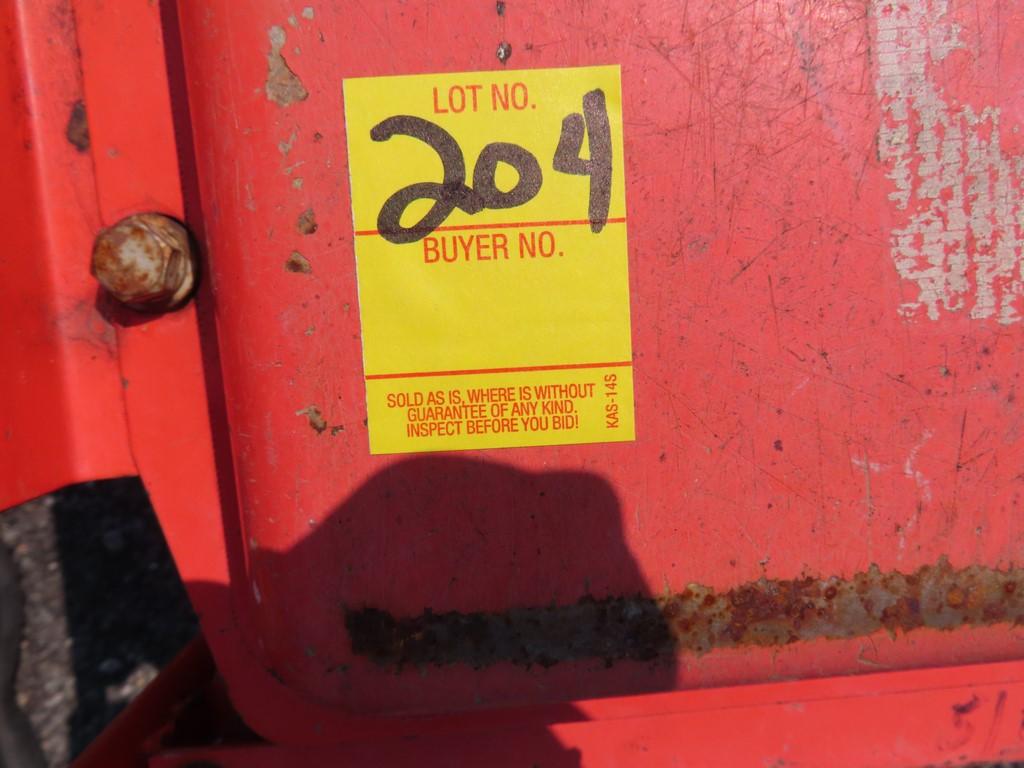 LOT NO.
204
BUYER NO.
SOLD AS IS, WHERE IS WITHOUT
GUARANTEE OF ANY KIND.
INSPECT BEFORE YOU BID!
KAS-14S